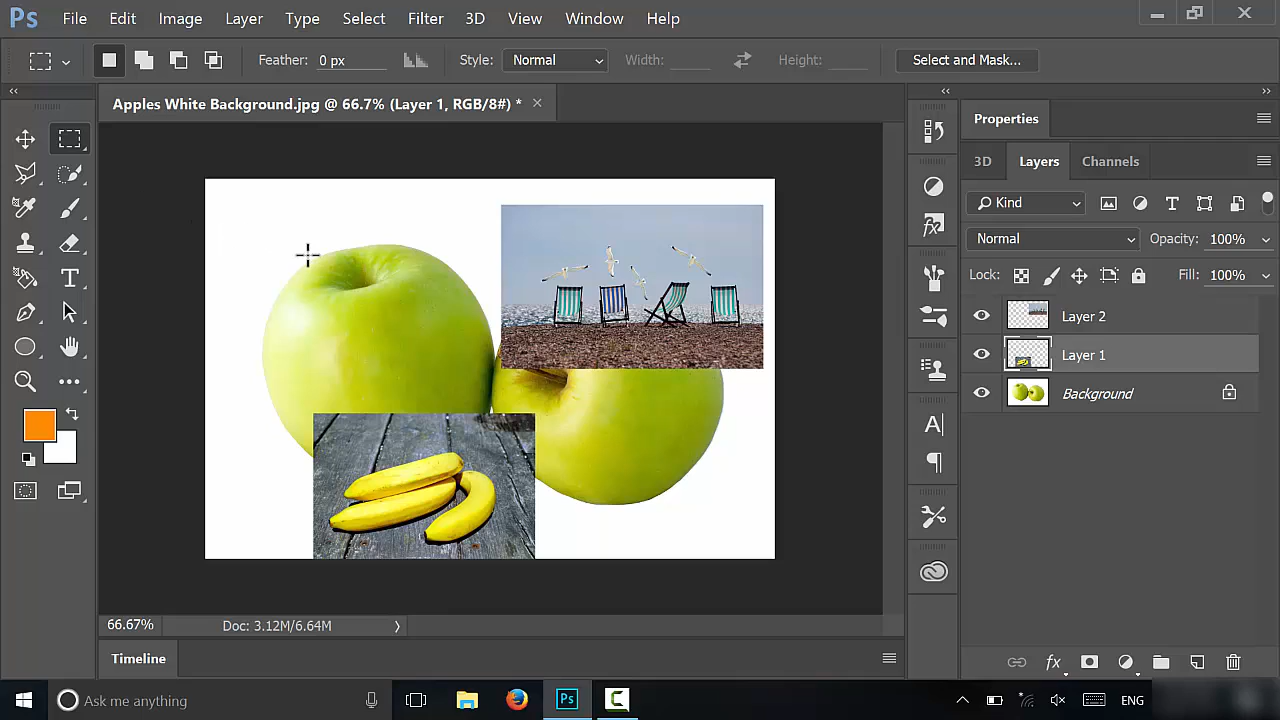 Ps File Edit Image Layer Type Select Filter 3D View Window Help
Feather: 0 px Style: Normal Width: Height: Select and Mask...
Apples White Background.jpg @ 66.7% (Layer 1, RGB/8#) *
Properties
3D Layers Channels
Kind
Normal Opacity: 100%
Lock: Fill: 100%
Layer 2
Layer 1
Background
66.67% Doc: 3.12M/6.64M
Timeline
Ask me anything Ps ENG